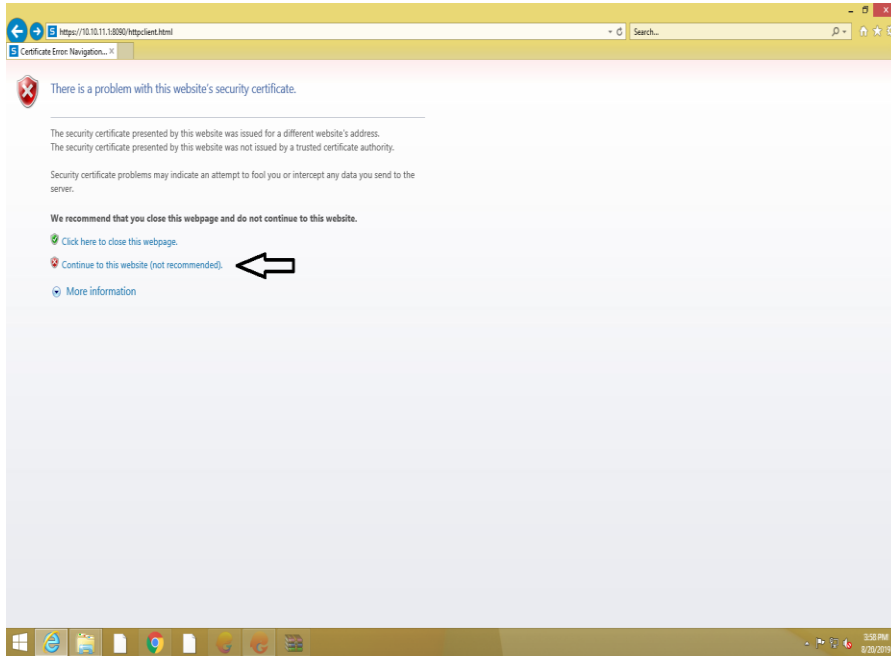 https://10.10.11.1:8090/httpclient.html
Search...
Certificate Error: Navigation...
There is a problem with this website's security certificate.
The security certificate presented by this website was issued for a different website's address.
The security certificate presented by this website was not issued by a trusted certificate authority.
Security certificate problems may indicate an attempt to fool you or intercept any data you send to the
server.
We recommend that you close this webpage and do not continue to this website.
Click here to close this webpage.
Continue to this website (not recommended).
More information
3:58 PM
8/20/2019